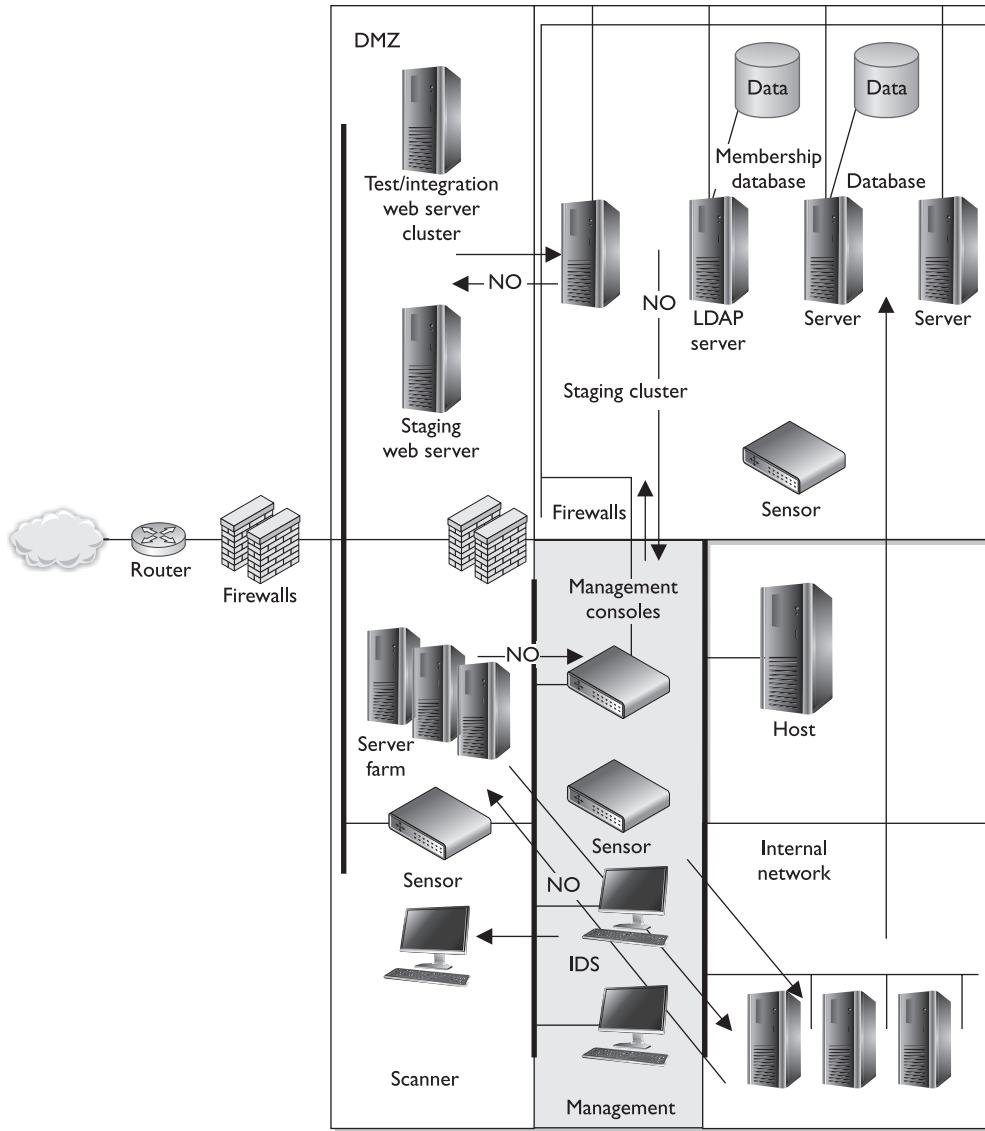 DMZ
Data
Data
Membership
database
Database
Test/integration
web server
cluster
NO
NO
LDAP
server
Server
Server
Staging cluster
Staging
web server
Sensor
Firewalls
Router
Firewalls
Management
consoles
NO
Host
Server
farm
Sensor
Internal
network
Sensor
NO
IDS
Scanner
Management